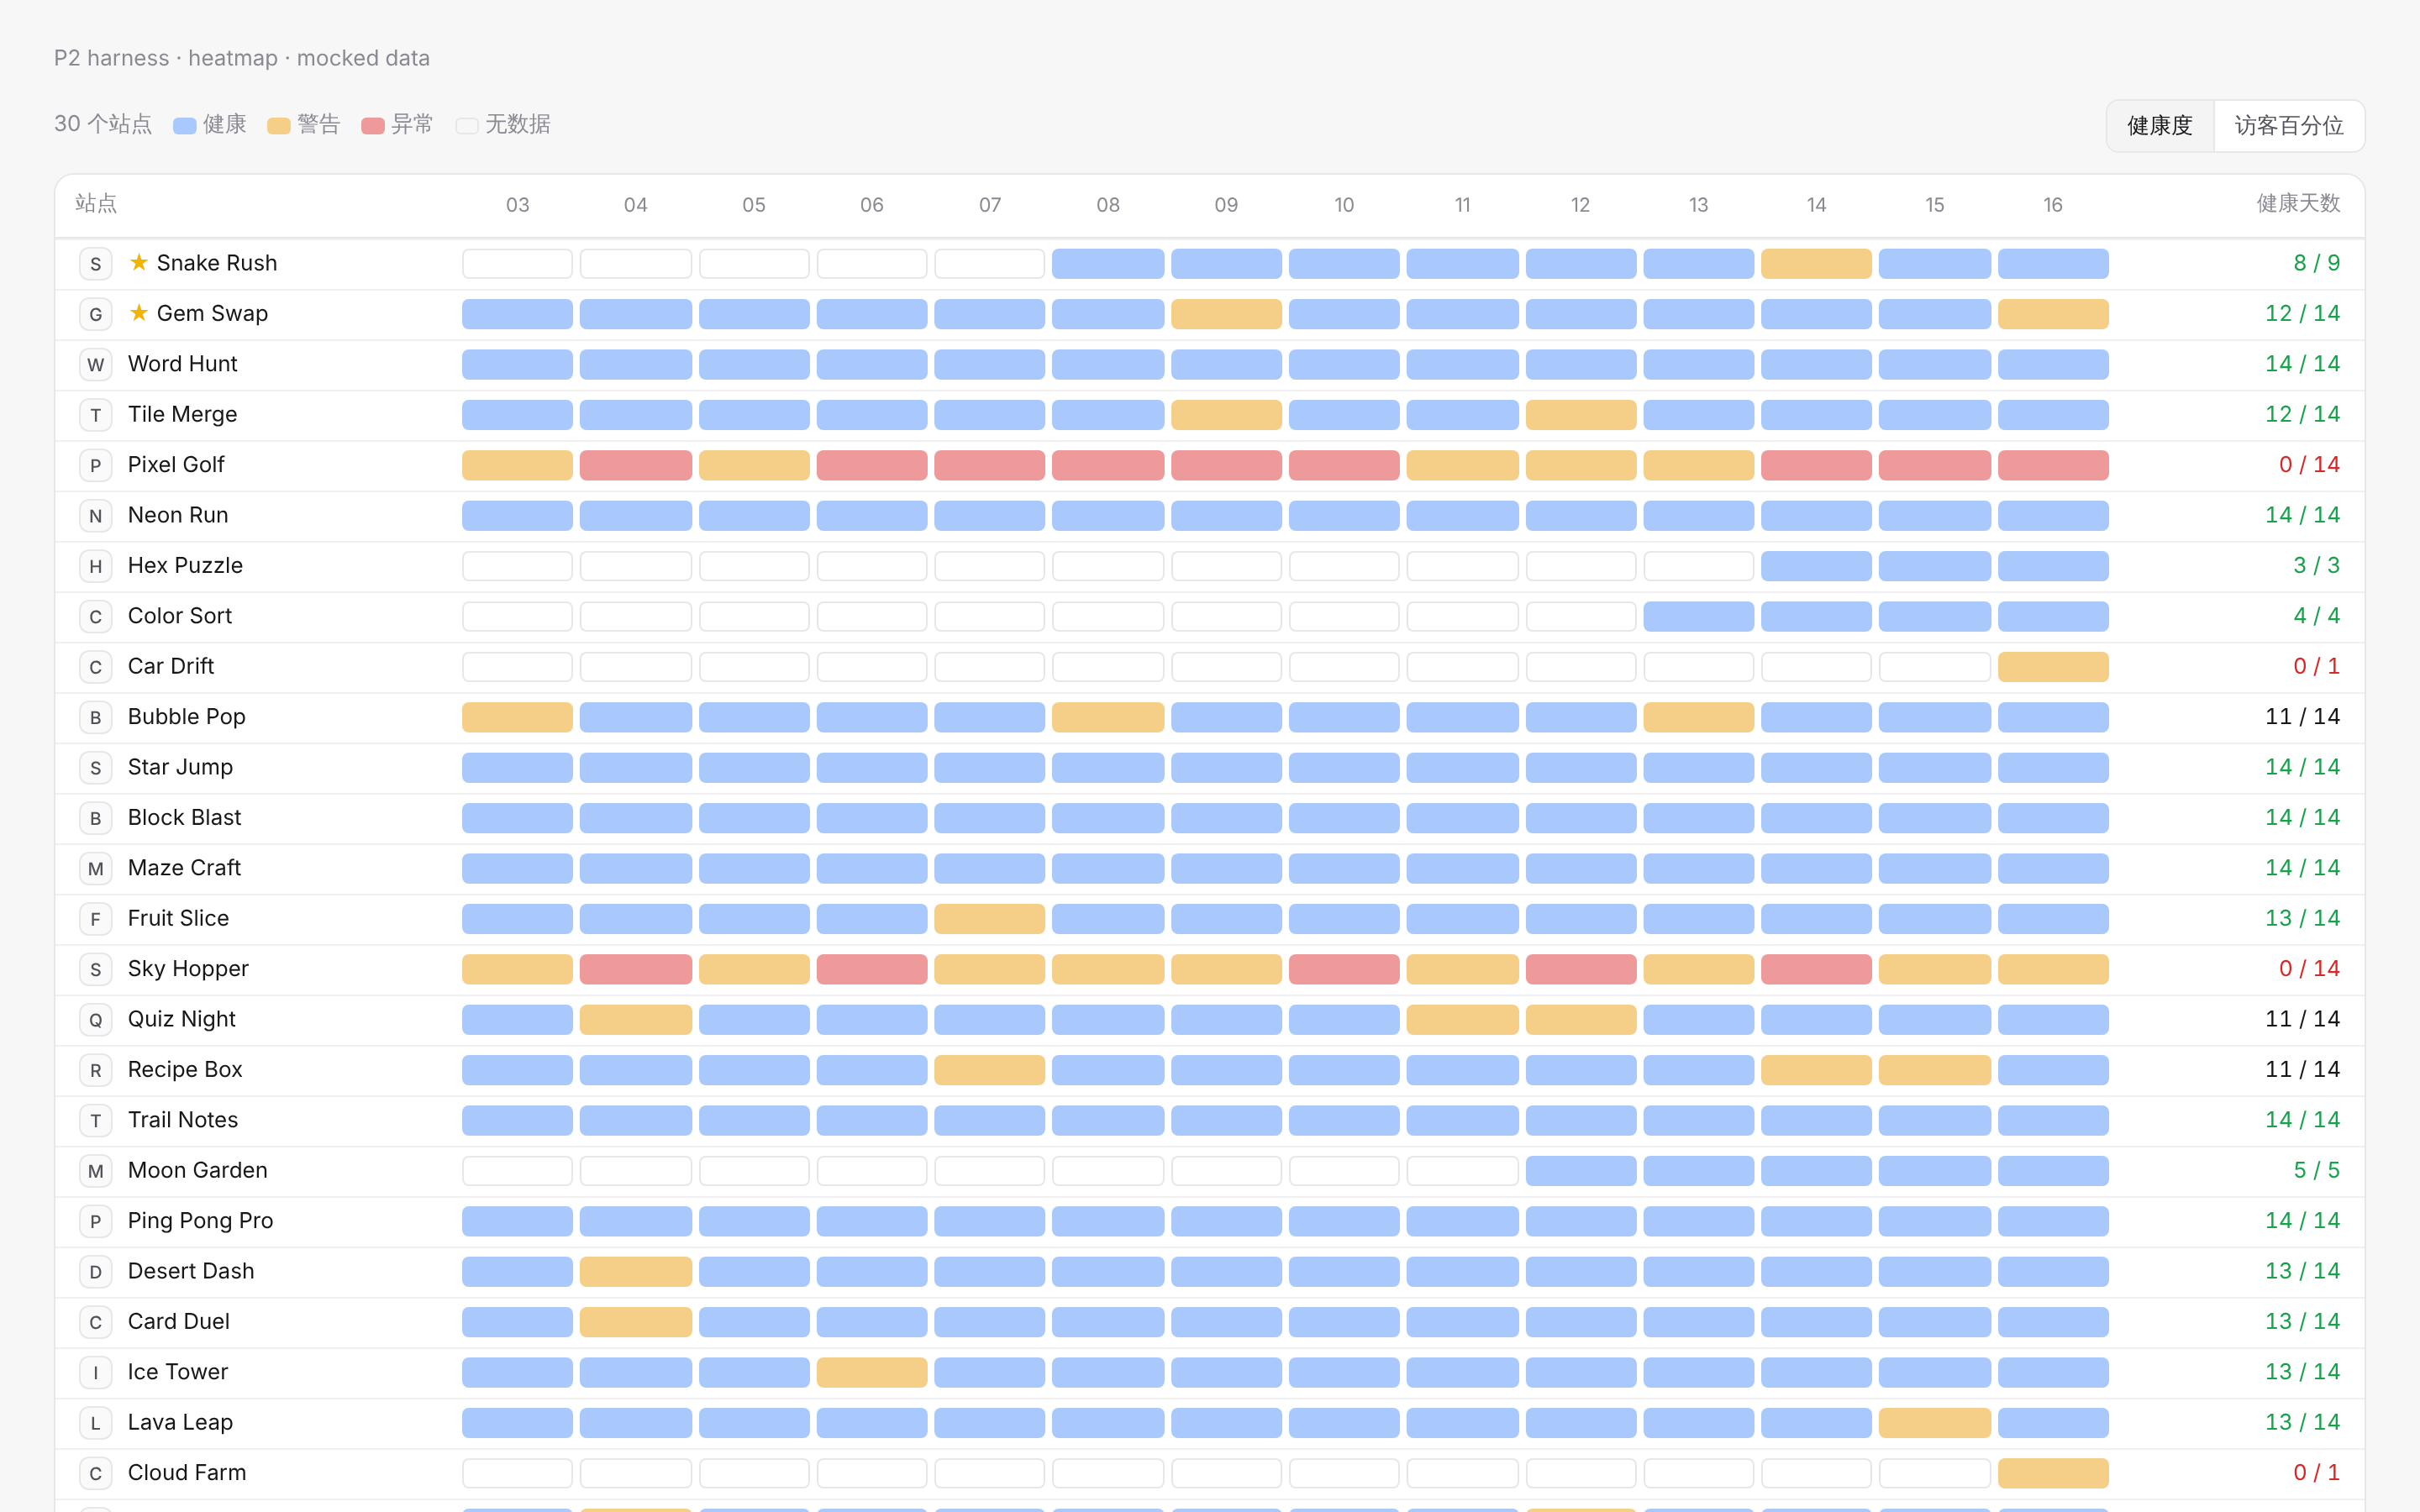 P2 harness · heatmap · mocked data
30 个站点 健康 警告 异常 无数据 健康度 访客百分位
站点 03 04 05 06 07 08 09 10 11 12 13 14 15 16 健康天数
S ★ Snake Rush 8 / 9
G ★ Gem Swap 12 / 14
W Word Hunt 14 / 14
T Tile Merge 12 / 14
P Pixel Golf 0 / 14
N Neon Run 14 / 14
H Hex Puzzle 3 / 3
C Color Sort 4 / 4
C Car Drift 0 / 1
B Bubble Pop 11 / 14
S Star Jump 14 / 14
B Block Blast 14 / 14
M Maze Craft 14 / 14
F Fruit Slice 13 / 14
S Sky Hopper 0 / 14
Q Quiz Night 11 / 14
R Recipe Box 11 / 14
T Trail Notes 14 / 14
M Moon Garden 5 / 5
P Ping Pong Pro 14 / 14
D Desert Dash 13 / 14
C Card Duel 13 / 14
I Ice Tower 13 / 14
L Lava Leap 13 / 14
C Cloud Farm 0 / 1